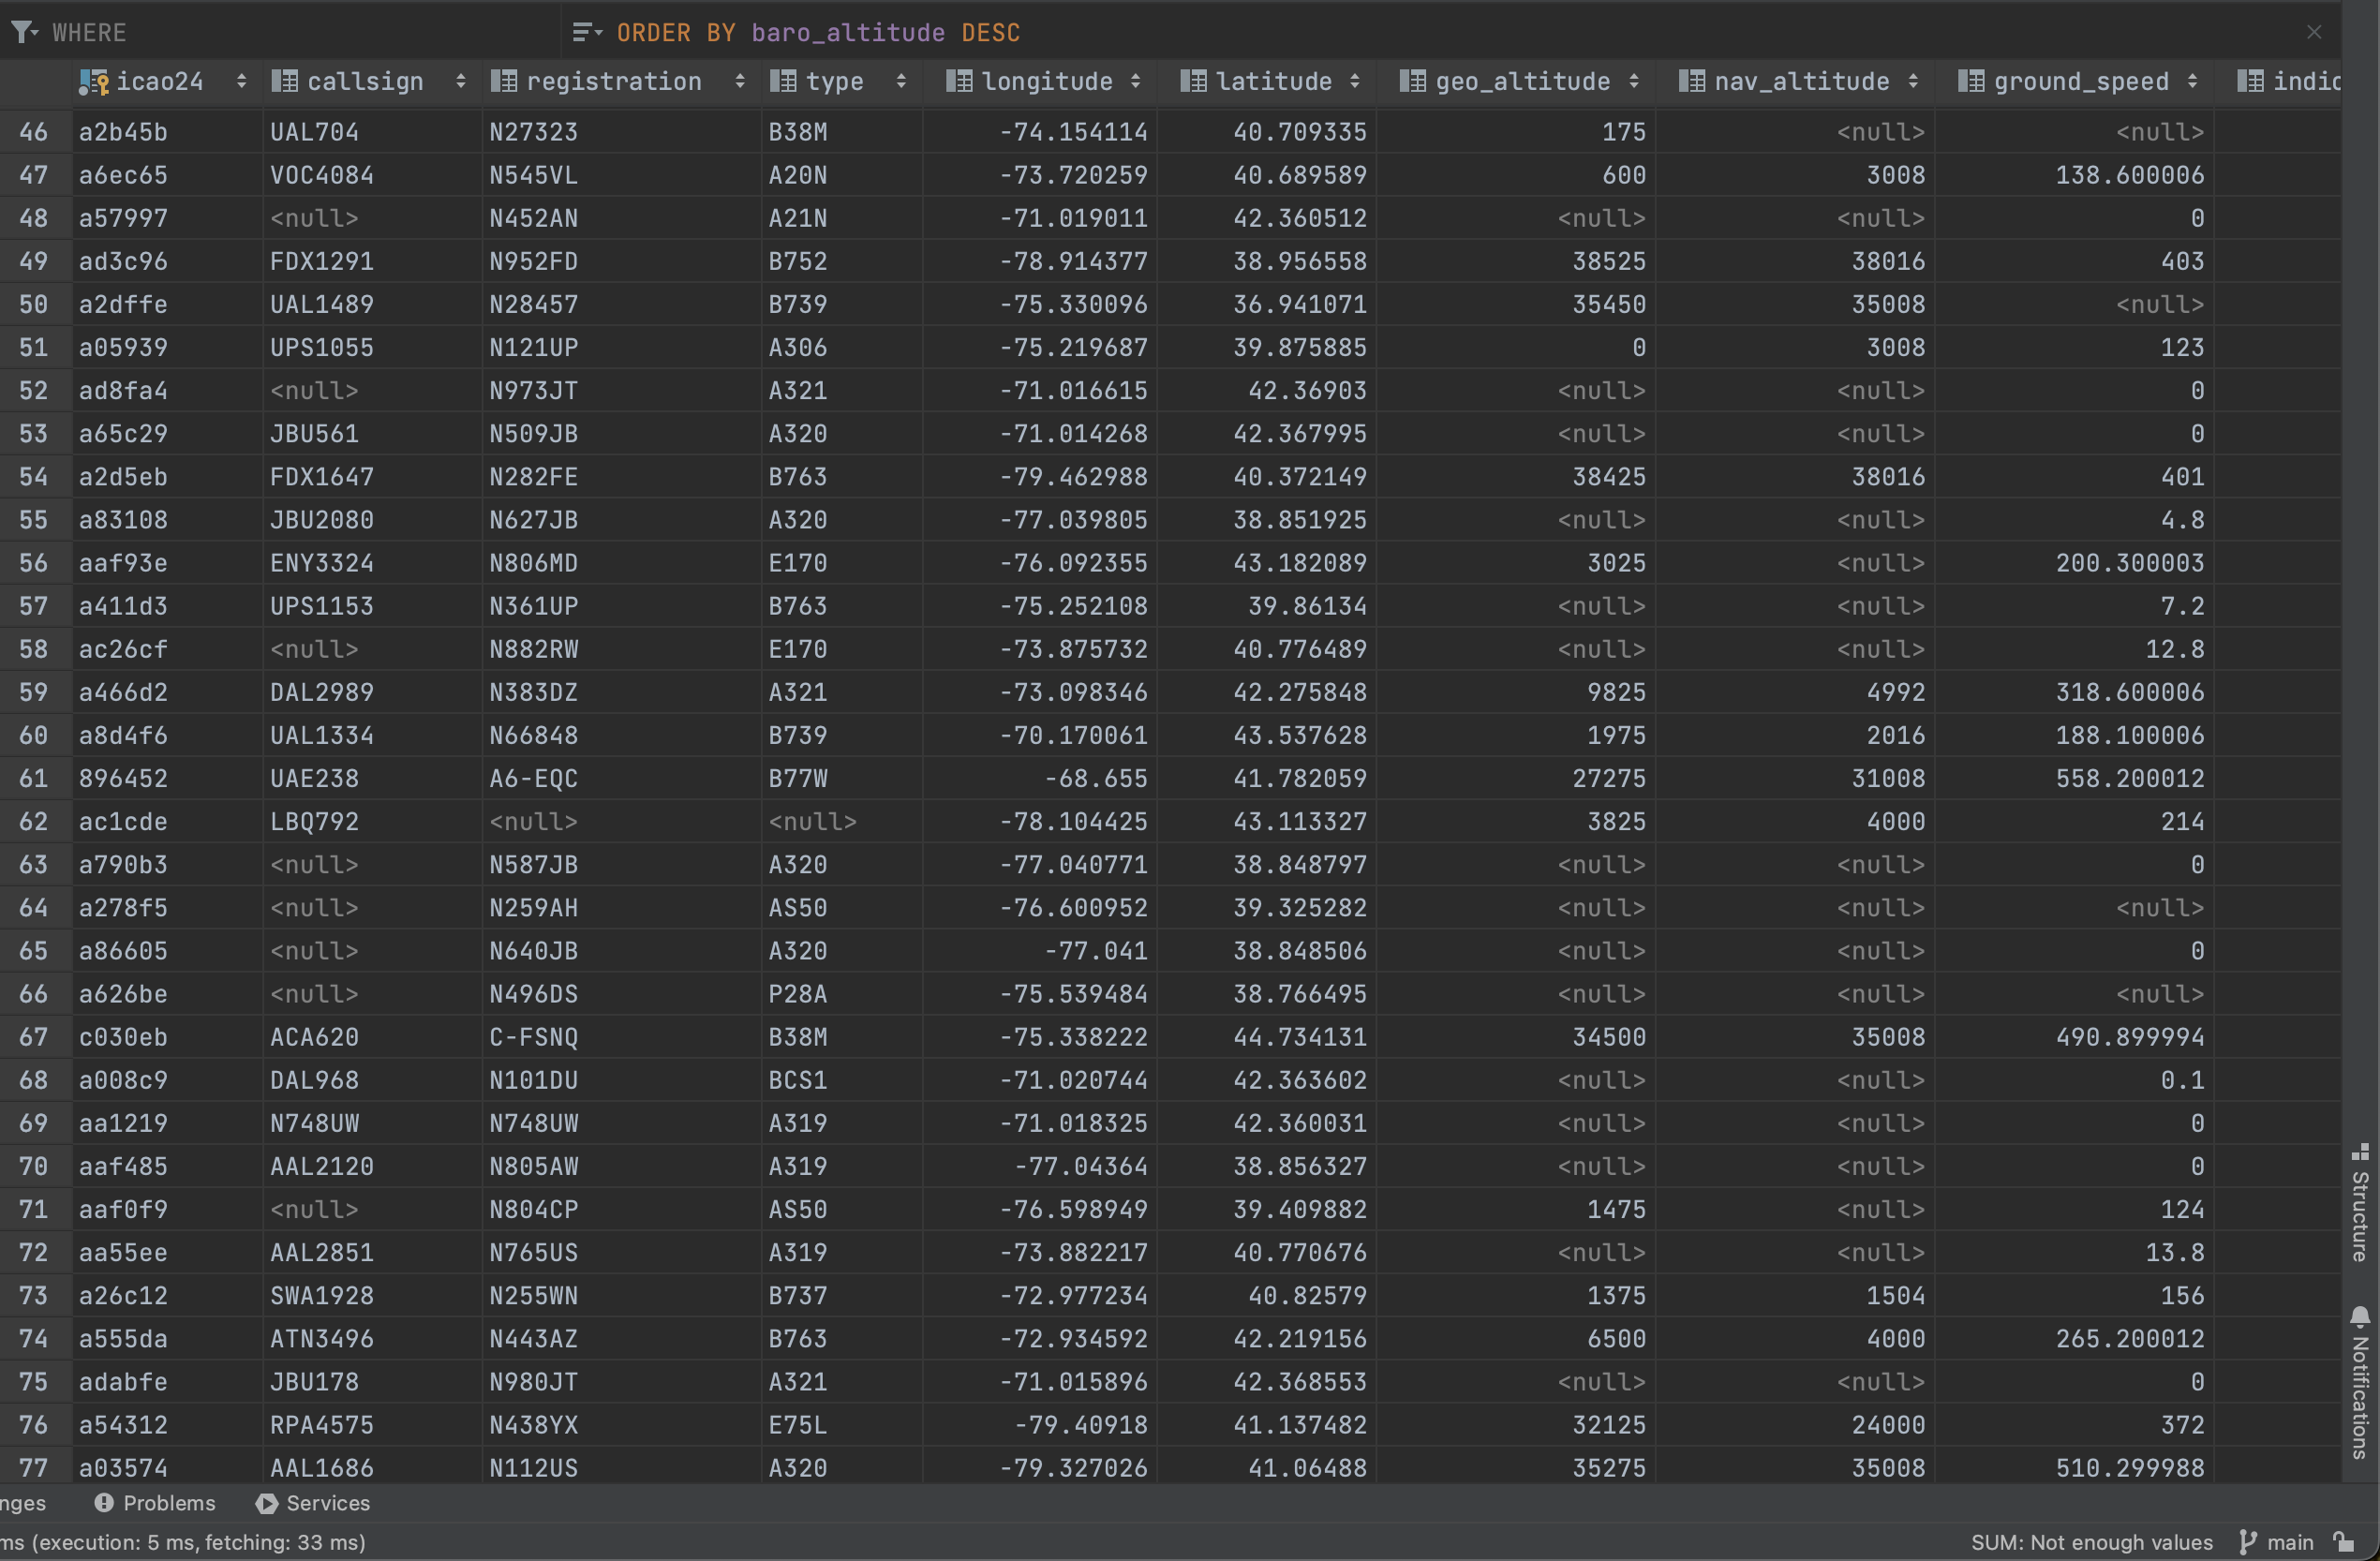 WHERE ORDER BY baro_altitude DESC
icao24 callsign registration type longitude latitude geo_altitude nav_altitude ground_speed indic
46 a2b45b UAL704 N27323 B38M -74.154114 40.709335 175 <null> <null>
47 a6ec65 VOC4084 N545VL A20N -73.720259 40.689589 600 3008 138.600006
48 a57997 <null> N452AN A21N -71.019011 42.360512 <null> <null> 0
49 ad3c96 FDX1291 N952FD B752 -78.914377 38.956558 38525 38016 403
50 a2dffe UAL1489 N28457 B739 -75.330096 36.941071 35450 35008 <null>
51 a05939 UPS1055 N121UP A306 -75.219687 39.875885 0 3008 123
52 ad8fa4 <null> N973JT A321 -71.016615 42.36903 <null> <null> 0
53 a65c29 JBU561 N509JB A320 -71.014268 42.367995 <null> <null> 0
54 a2d5eb FDX1647 N282FE B763 -79.462988 40.372149 38425 38016 401
55 a83108 JBU2080 N627JB A320 -77.039805 38.851925 <null> <null> 4.8
56 aaf93e ENY3324 N806MD E170 -76.092355 43.182089 3025 <null> 200.300003
57 a411d3 UPS1153 N361UP B763 -75.252108 39.86134 <null> <null> 7.2
58 ac26cf <null> N882RW E170 -73.875732 40.776489 <null> <null> 12.8
59 a466d2 DAL2989 N383DZ A321 -73.098346 42.275848 9825 4992 318.600006
60 a8d4f6 UAL1334 N66848 B739 -70.170061 43.537628 1975 2016 188.100006
61 896452 UAE238 A6-EQC B77W -68.655 41.782059 27275 31008 558.200012
62 ac1cde LBQ792 <null> <null> -78.104425 43.113327 3825 4000 214
63 a790b3 <null> N587JB A320 -77.040771 38.848797 <null> <null> 0
64 a278f5 <null> N259AH AS50 -76.600952 39.325282 <null> <null> <null>
65 a86605 <null> N640JB A320 -77.041 38.848506 <null> <null> 0
66 a626be <null> N496DS P28A -75.539484 38.766495 <null> <null> <null>
67 c030eb ACA620 C-FSNQ B38M -75.338222 44.734131 34500 35008 490.899994
68 a008c9 DAL968 N101DU BCS1 -71.020744 42.363602 <null> <null> 0.1
69 aa1219 N748UW N748UW A319 -71.018325 42.360031 <null> <null> 0
70 aaf485 AAL2120 N805AW A319 -77.04364 38.856327 <null> <null> 0
71 aaf0f9 <null> N804CP AS50 -76.598949 39.409882 1475 <null> 124
72 aa55ee AAL2851 N765US A319 -73.882217 40.770676 <null> <null> 13.8
73 a26c12 SWA1928 N255WN B737 -72.977234 40.82579 1375 1504 156
74 a555da ATN3496 N443AZ B763 -72.934592 42.219156 6500 4000 265.200012
75 adabfe JBU178 N980JT A321 -71.015896 42.368553 <null> <null> 0
76 a54312 RPA4575 N438YX E75L -79.40918 41.137482 32125 24000 372
77 a03574 AAL1686 N112US A320 -79.327026 41.06488 35275 35008 510.299988
Structure
Notifications
nges Problems Services
ms (execution: 5 ms, fetching: 33 ms) SUM: Not enough values main